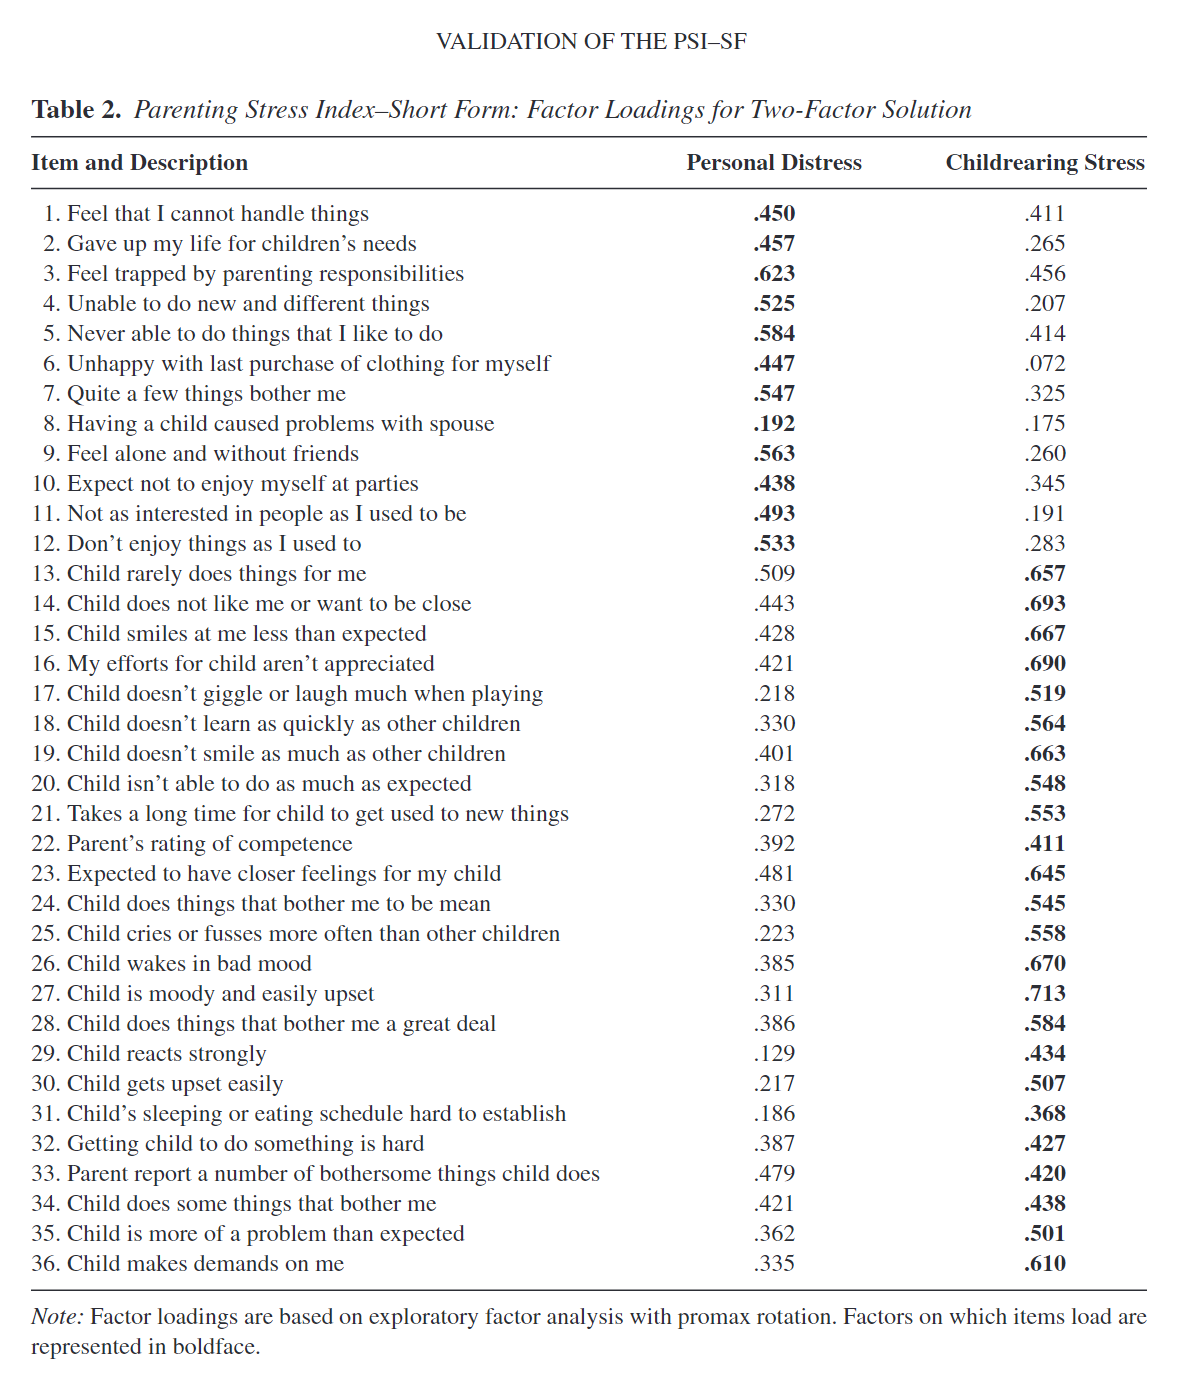 VALIDATION OF THE PSI–SF
Table 2. Parenting Stress Index–Short Form: Factor Loadings for Two-Factor Solution
Item and Description Personal Distress Childrearing Stress
1. Feel that I cannot handle things .450 .411
2. Gave up my life for children’s needs .457 .265
3. Feel trapped by parenting responsibilities .623 .456
4. Unable to do new and different things .525 .207
5. Never able to do things that I like to do .584 .414
6. Unhappy with last purchase of clothing for myself .447 .072
7. Quite a few things bother me .547 .325
8. Having a child caused problems with spouse .192 .175
9. Feel alone and without friends .563 .260
10. Expect not to enjoy myself at parties .438 .345
11. Not as interested in people as I used to be .493 .191
12. Don’t enjoy things as I used to .533 .283
13. Child rarely does things for me .509 .657
14. Child does not like me or want to be close .443 .693
15. Child smiles at me less than expected .428 .667
16. My efforts for child aren’t appreciated .421 .690
17. Child doesn’t giggle or laugh much when playing .218 .519
18. Child doesn’t learn as quickly as other children .330 .564
19. Child doesn’t smile as much as other children .401 .663
20. Child isn’t able to do as much as expected .318 .548
21. Takes a long time for child to get used to new things .272 .553
22. Parent’s rating of competence .392 .411
23. Expected to have closer feelings for my child .481 .645
24. Child does things that bother me to be mean .330 .545
25. Child cries or fusses more often than other children .223 .558
26. Child wakes in bad mood .385 .670
27. Child is moody and easily upset .311 .713
28. Child does things that bother me a great deal .386 .584
29. Child reacts strongly .129 .434
30. Child gets upset easily .217 .507
31. Child’s sleeping or eating schedule hard to establish .186 .368
32. Getting child to do something is hard .387 .427
33. Parent report a number of bothersome things child does .479 .420
34. Child does some things that bother me .421 .438
35. Child is more of a problem than expected .362 .501
36. Child makes demands on me .335 .610
Note: Factor loadings are based on exploratory factor analysis with promax rotation. Factors on which items load are
represented in boldface.